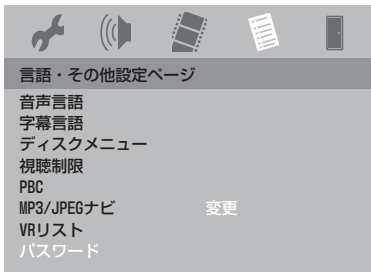 言語・その他設定ページ
音声言語
字幕言語
ディスクメニュー
視聴制限
PBC
MP3/JPEGナビ 変更
VRリスト
パスワード